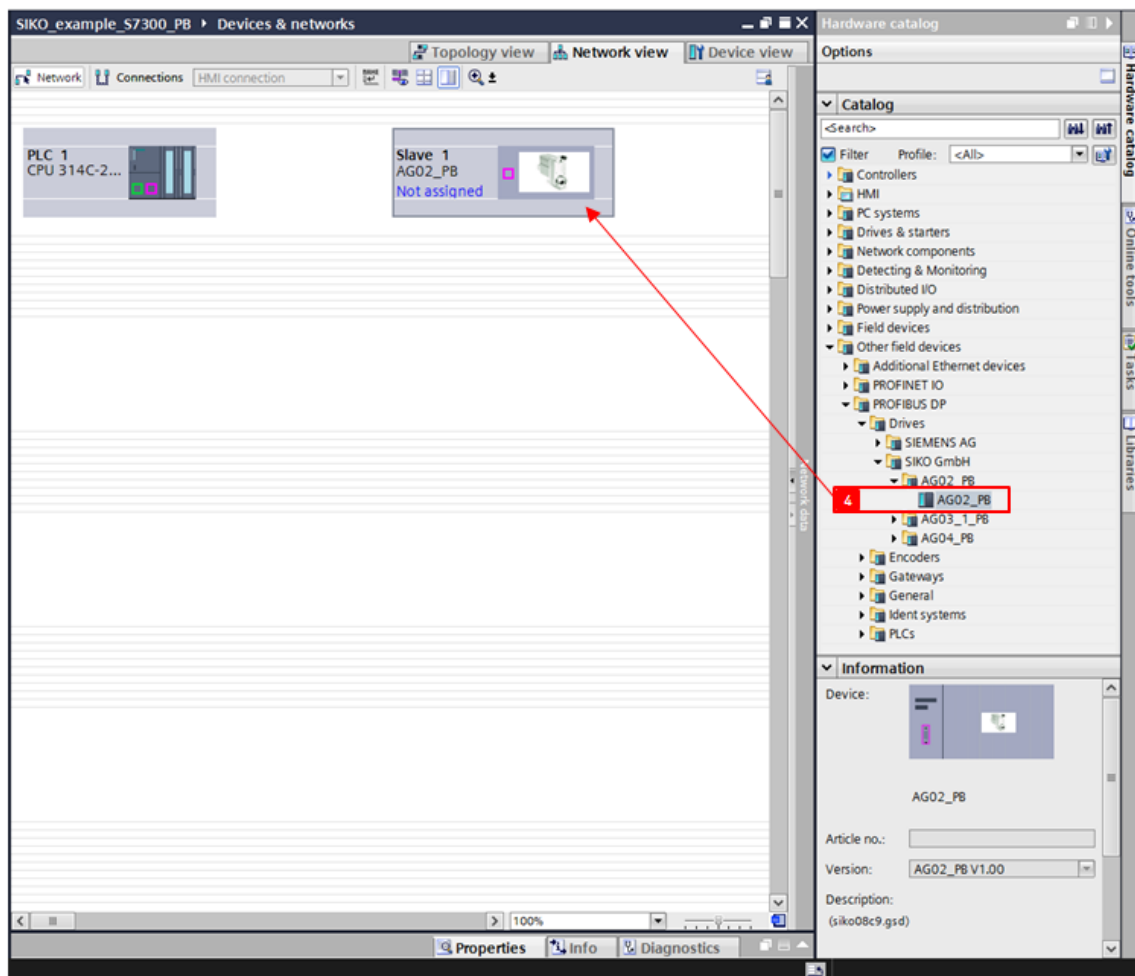 SIKO_example_S7300_PB ▸ Devices & networks
Topology view
Network view
Device view
Network
Connections
HMI connection
PLC 1
CPU 314C-2...
Slave 1
AG02_PB
Not assigned
Network data
100%
Properties
Info
Diagnostics
Hardware catalog
Options
Catalog
<Search>
Filter Profile: <All>
Controllers
HMI
PC systems
Drives & starters
Network components
Detecting & Monitoring
Distributed I/O
Power supply and distribution
Field devices
Other field devices
Additional Ethernet devices
PROFINET IO
PROFIBUS DP
Drives
SIEMENS AG
SIKO GmbH
AG02_PB
4 AG02_PB
AG03_1_PB
AG04_PB
Encoders
Gateways
General
Ident systems
PLCs
Information
Device:
AG02_PB
Article no.:
Version: AG02_PB V1.00
Description:
(siko08c9.gsd)
Hardware catalog
Online tools
Tasks
Libraries